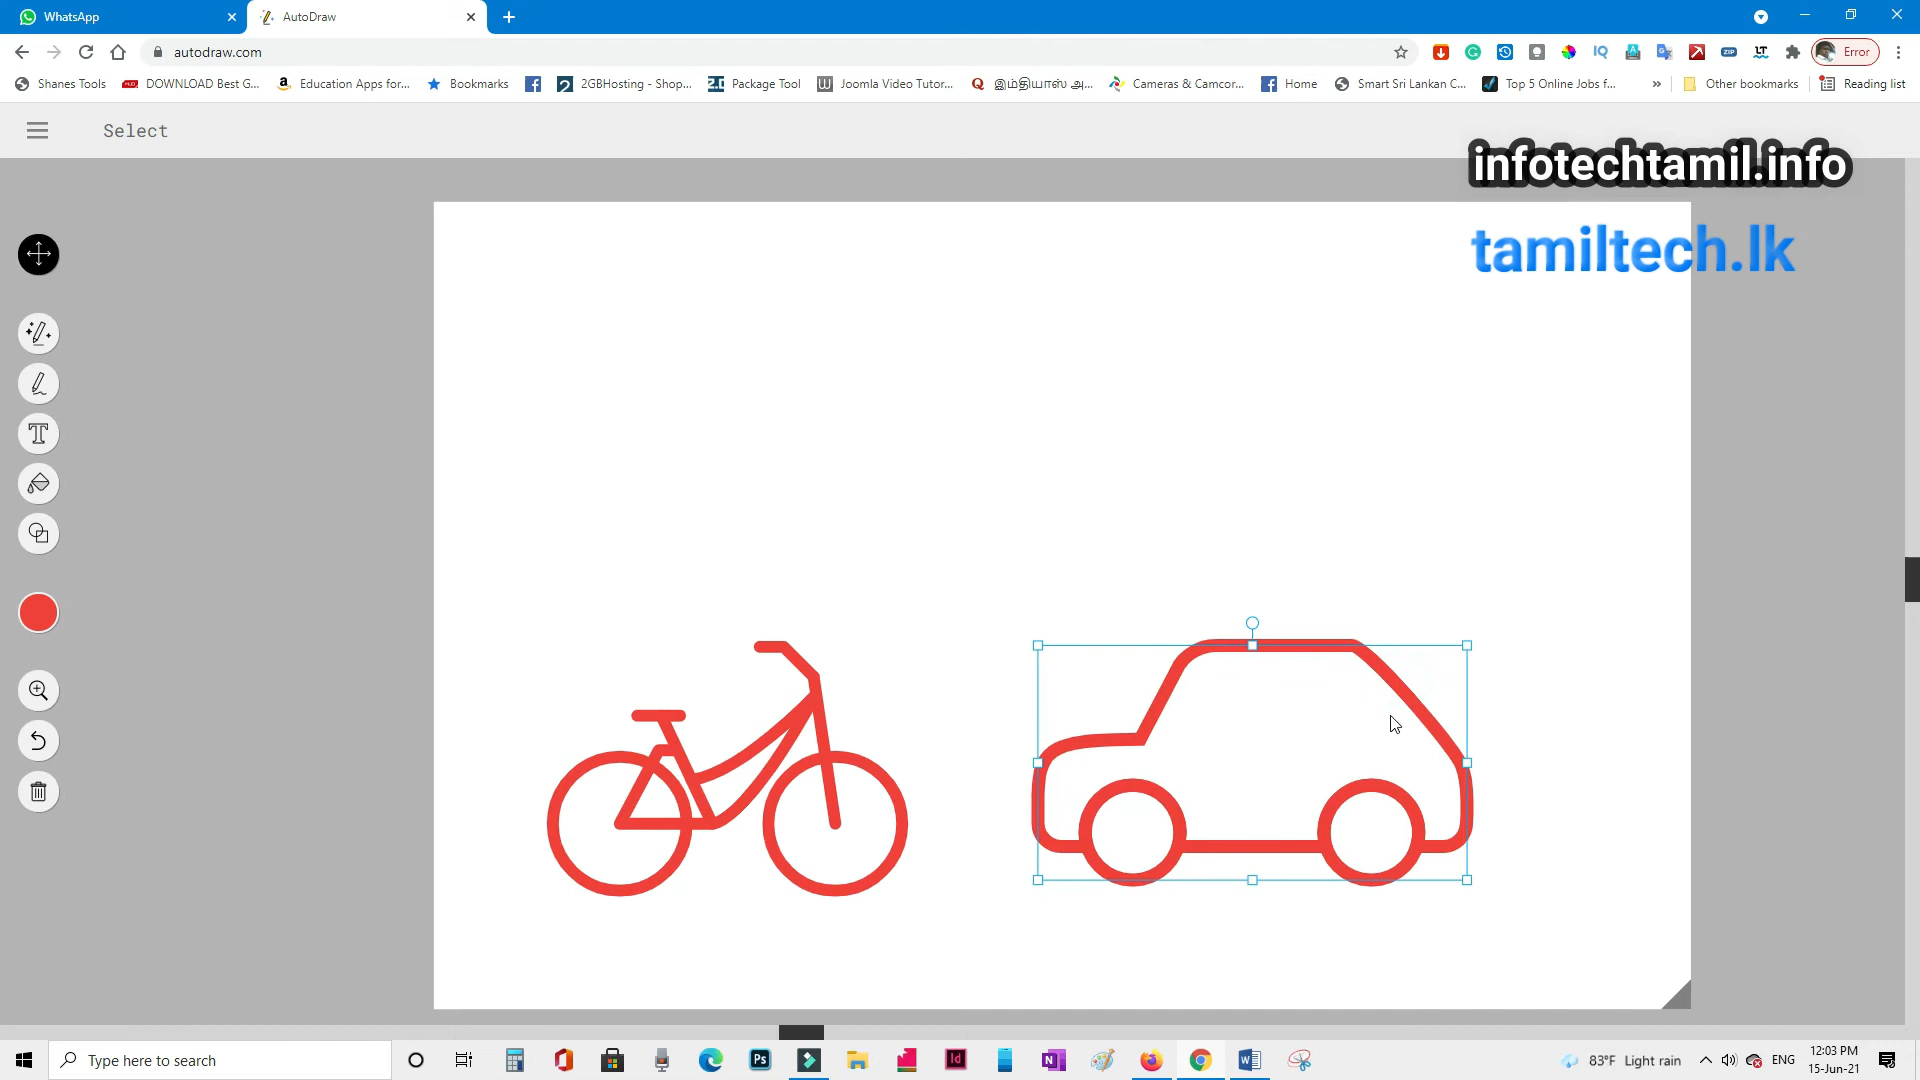 WhatsApp
AutoDraw
autodraw.com
Error
Shanes Tools
DOWNLOAD Best G...
Education Apps for...
Bookmarks
2GBHosting - Shop...
Package Tool
Joomla Video Tutor...
இம்தியாஸ் அ...
Cameras & Camcor...
Home
Smart Sri Lankan C...
Top 5 Online Jobs f...
»
Other bookmarks
Reading list
Select
infotechtamil.info
tamiltech.lk
Type here to search
83°F Light rain
ENG
12:03 PM
15-Jun-21